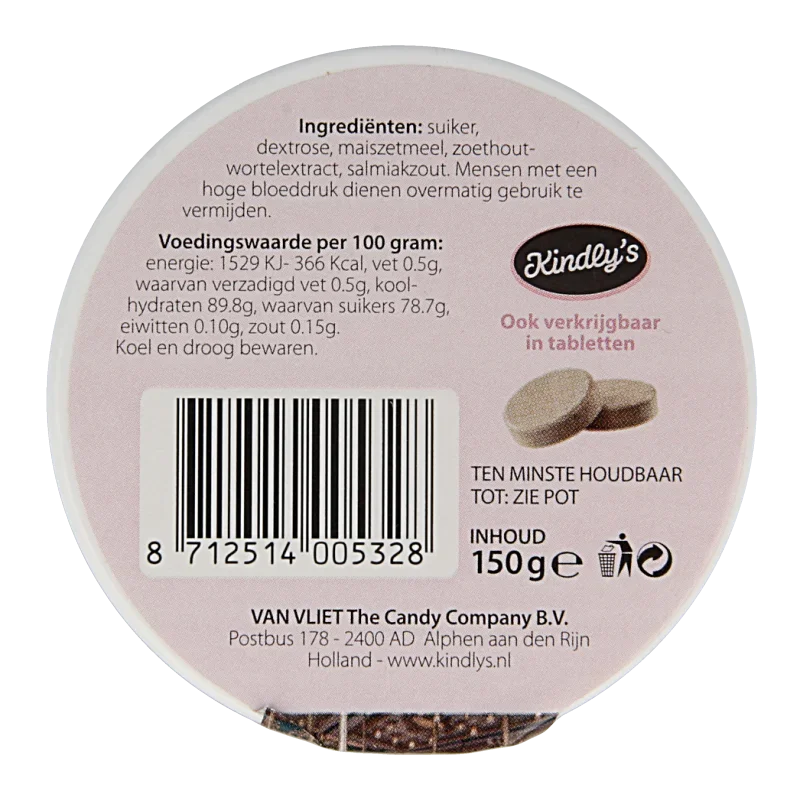 Ingrediënten: suiker,
dextrose, maiszetmeel, zoethout-
wortelextract, salmiakzout. Mensen met een
hoge bloeddruk dienen overmatig gebruik te
vermijden.
Voedingswaarde per 100 gram:
energie: 1529 KJ- 366 Kcal, vet 0.5g,
waarvan verzadigd vet 0.5g, kool-
hydraten 89.8g, waarvan suikers 78.7g,
eiwitten 0.10g, zout 0.15g.
Koel en droog bewaren.
Kindly's
Ook verkrijgbaar
in tabletten
TEN MINSTE HOUDBAAR
TOT: ZIE POT
INHOUD
150g e
8 712514 005328
VAN VLIET The Candy Company B.V.
Postbus 178 - 2400 AD Alphen aan den Rijn
Holland - www.kindlys.nl